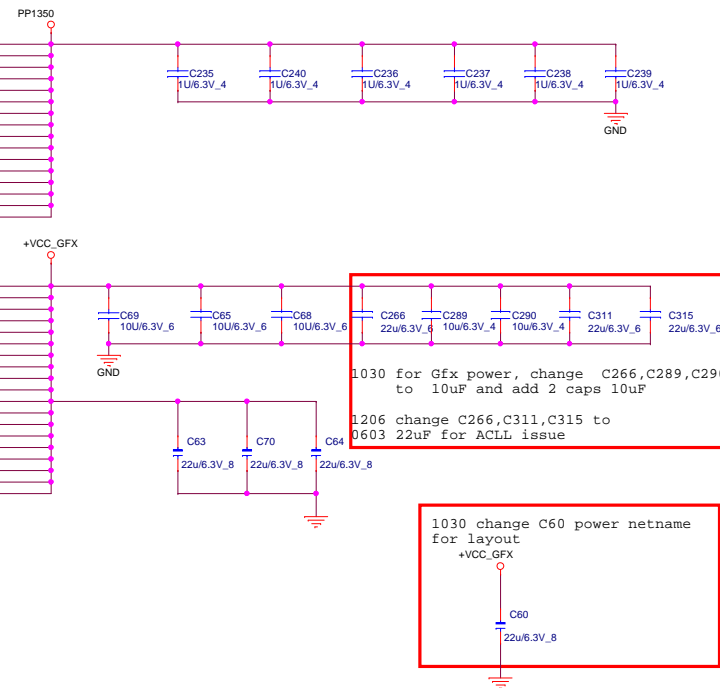 PP1350
C235
1U/6.3V_4
C240
1U/6.3V_4
C236
1U/6.3V_4
C237
1U/6.3V_4
C238
1U/6.3V_4
C239
1U/6.3V_4
GND
+VCC_GFX
C69
10U/6.3V_6
C65
10U/6.3V_6
C68
10U/6.3V_6
C266
22u/6.3V_6
C289
10u/6.3V_4
C290
10u/6.3V_4
C311
22u/6.3V_6
C315
22u/6.3V_6
GND
1030 for Gfx power, change C266,C289,C290
to 10uF and add 2 caps 10uF
1206 change C266,C311,C315 to
0603 22uF for ACLL issue
C63
22u/6.3V_8
C70
22u/6.3V_8
C64
22u/6.3V_8
1030 change C60 power netname
for layout
+VCC_GFX
C60
22u/6.3V_8